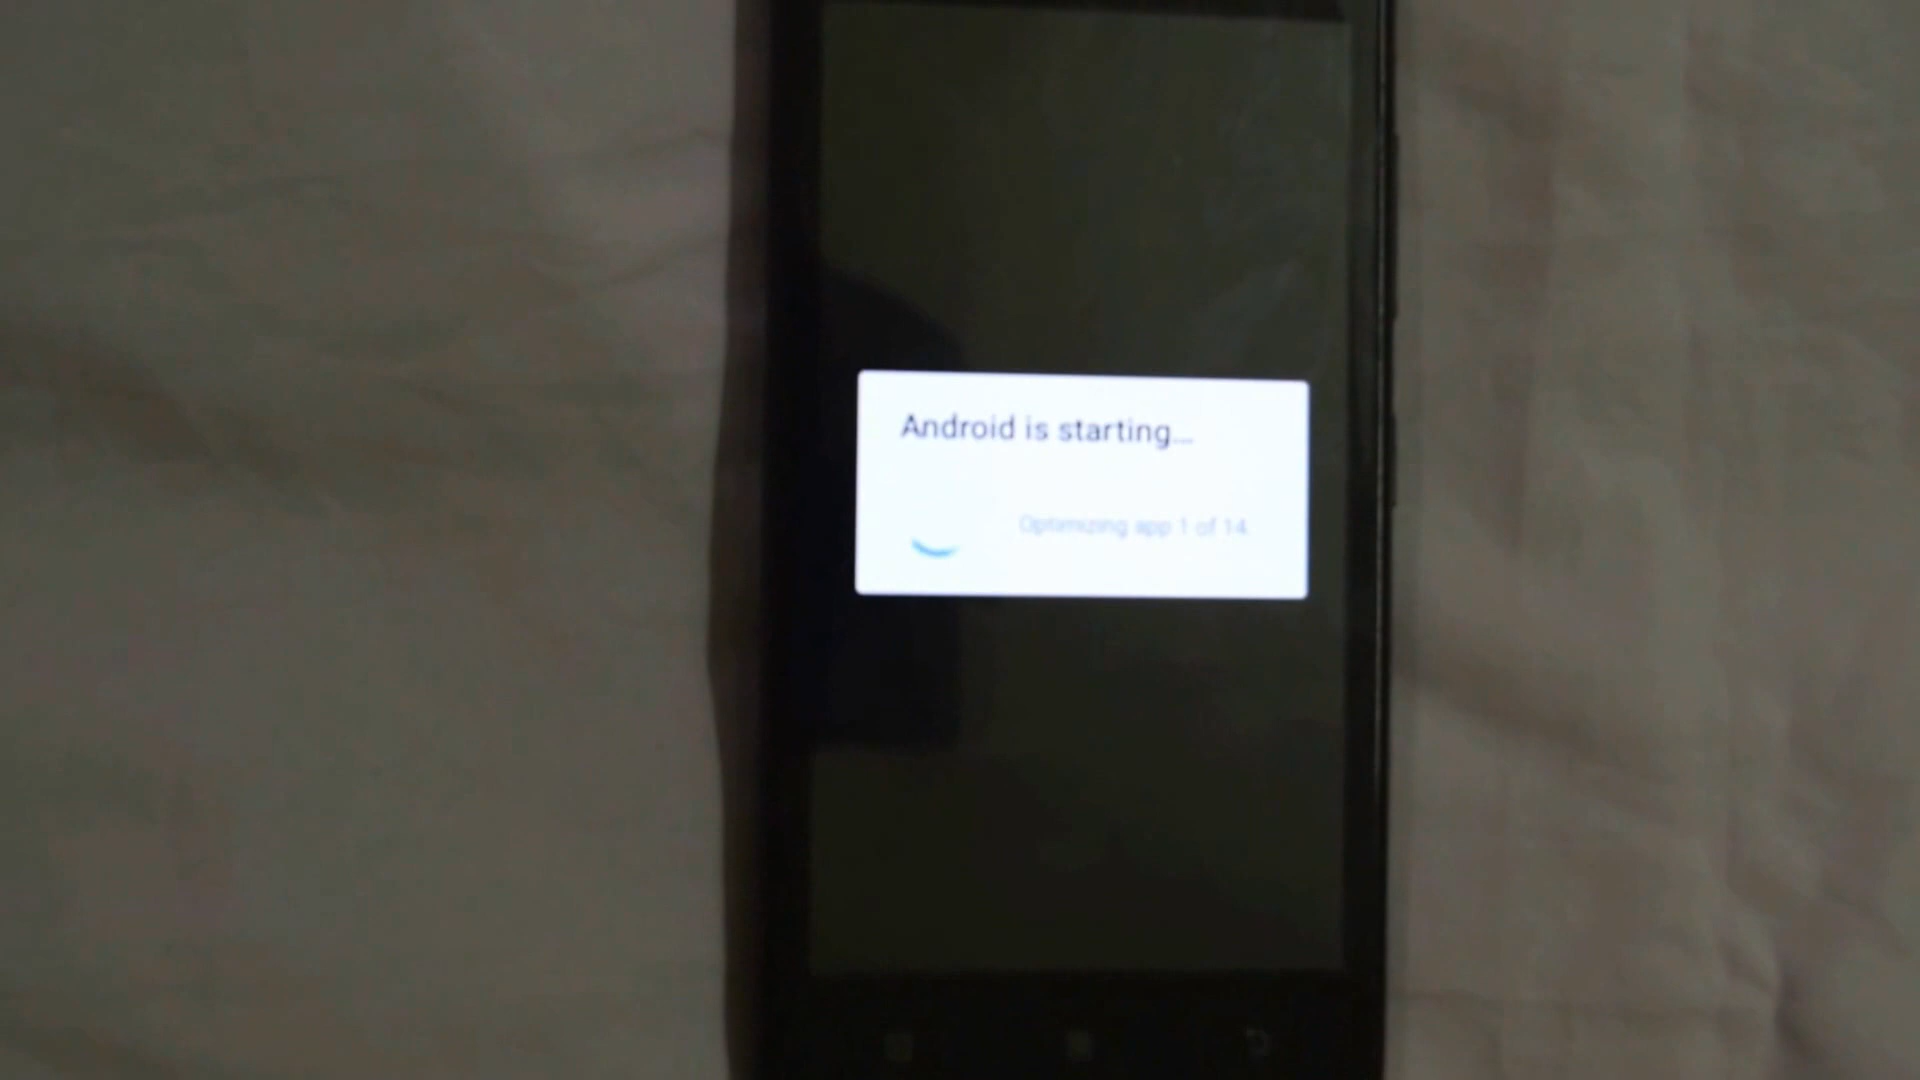 Android is starting...
Optimizing app 1 of 14.